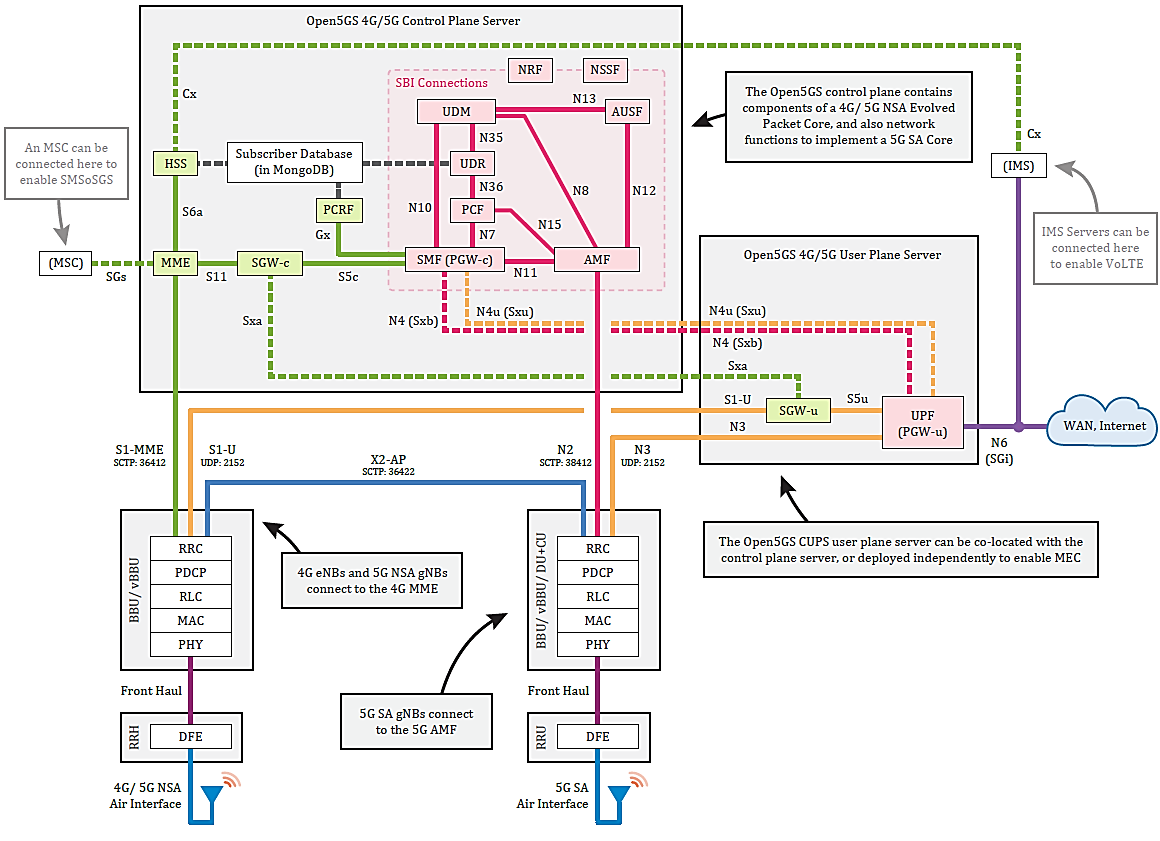 Open5GS 4G/5G Control Plane Server
NRF
NSSF
SBI Connections
Cx
N13
UDM
AUSF
The Open5GS control plane contains
components of a 4G/ 5G NSA Evolved
Packet Core, and also network
functions to implement a 5G SA Core
An MSC can be
connected here to
enable SMSoSGS
N35
Cx
HSS
Subscriber Database
(in MongoDB)
UDR
(IMS)
N36
N8
N12
S6a
PCRF
N10
PCF
N15
Gx
N7
IMS Servers can be
connected here
to enable VoLTE
(MSC)
SGs
MME
S11
SGW-c
S5c
SMF (PGW-c)
N11
AMF
Open5GS 4G/5G User Plane Server
Sxa
N4 (Sxb)
N4u (Sxu)
N4u (Sxu)
N4 (Sxb)
Sxa
S1-U
SGW-u
S5u
UPF
(PGW-u)
N3
WAN, Internet
N6
(SGi)
S1-MME
SCTP: 36412
S1-U
UDP: 2152
X2-AP
SCTP: 36422
N2
SCTP: 38412
N3
UDP: 2152
The Open5GS CUPS user plane server can be co-located with the
control plane server, or deployed independently to enable MEC
BBU/ vBBU
RRC
PDCP
RLC
MAC
PHY
4G eNBs and 5G NSA gNBs
connect to the 4G MME
BBU/ vBBU/ DU+CU
RRC
PDCP
RLC
MAC
PHY
Front Haul
5G SA gNBs connect
to the 5G AMF
Front Haul
RRH
DFE
RRU
DFE
4G/ 5G NSA
Air Interface
5G SA
Air Interface